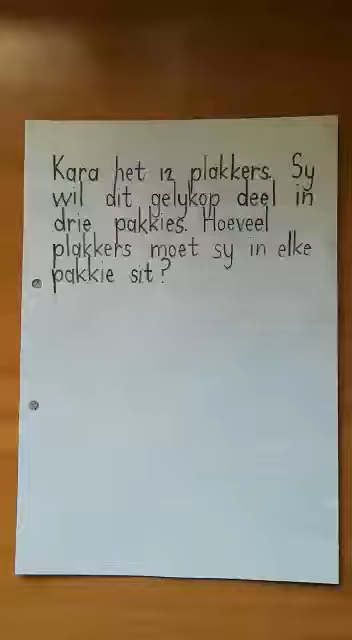 Kara het 12 plakkers. Sy
wil dit gelykop deel in
drie pakkies. Hoeveel
plakkers moet sy in elke
pakkie sit?